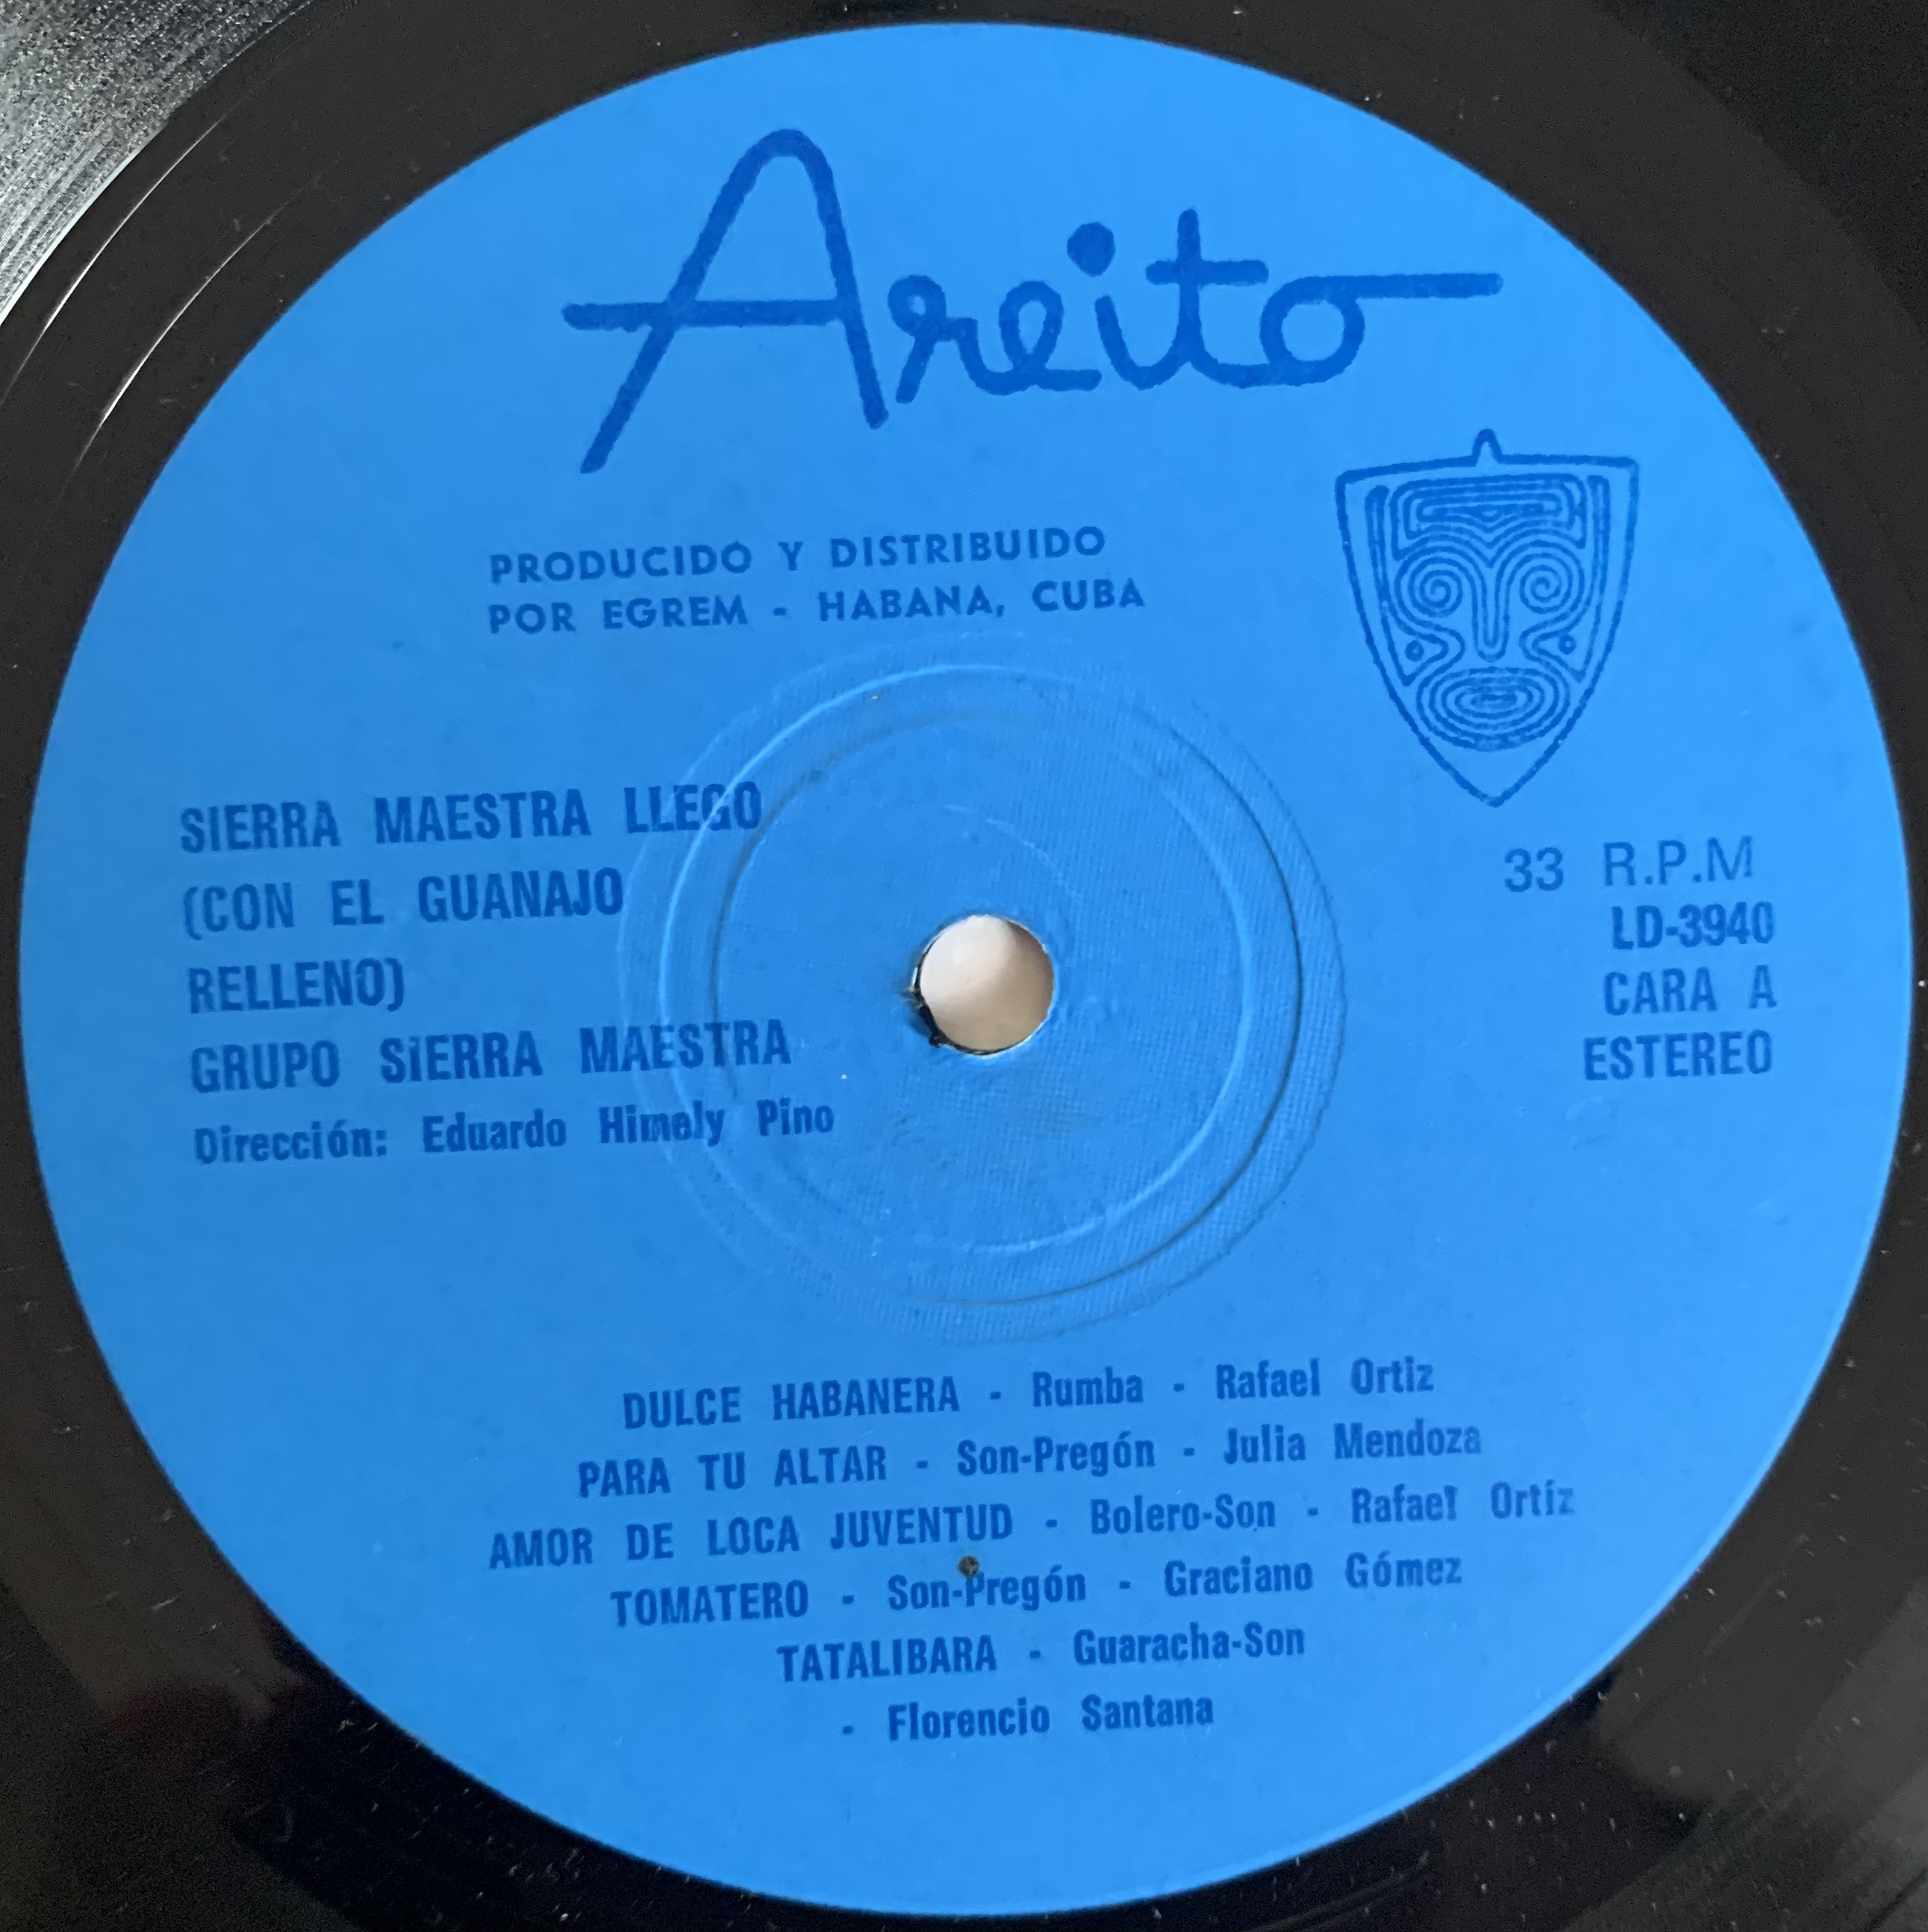 Areito
PRODUCIDO Y DISTRIBUIDO
POR EGREM - HABANA, CUBA
SIERRA MAESTRA LLEGO
(CON EL GUANAJO
RELLENO)
GRUPO SIERRA MAESTRA
Dirección: Eduardo Himely Pino
33 R.P.M
LD-3940
CARA A
ESTEREO
DULCE HABANERA - Rumba - Rafael Ortiz
PARA TU ALTAR - Son-Pregón - Julia Mendoza
AMOR DE LOCA JUVENTUD - Bolero-Son - Rafael Ortíz
TOMATERO - Son-Pregón - Graciano Gómez
TATALIBARA - Guaracha-Son
- Florencio Santana